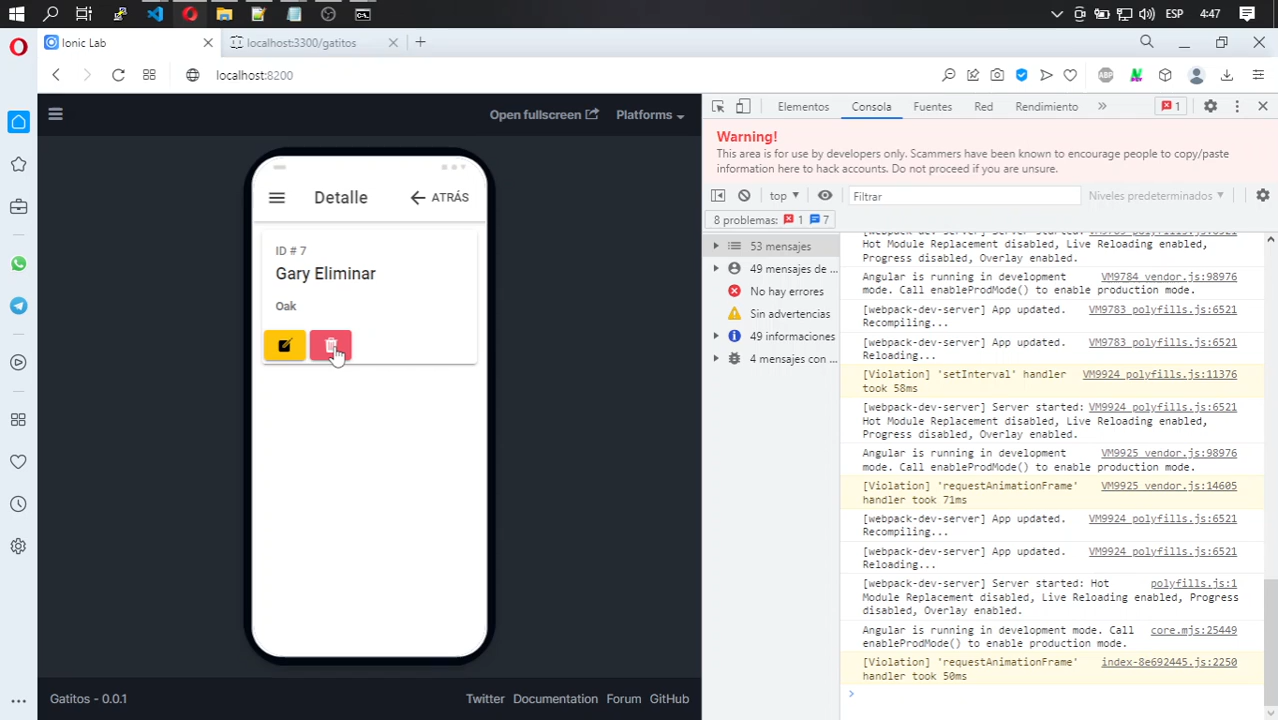 ESP 4:47
Ionic Lab
localhost:3300/gatitos
localhost:8200
ABP
N
Open fullscreen
Platforms
Detalle
ATRÁS
ID # 7
Gary Eliminar
Oak
Gatitos - 0.0.1
Twitter Documentation Forum GitHub
Elementos Consola Fuentes Red Rendimiento » 1
Warning!
This area is for use by developers only. Scammers have been known to encourage people to copy/paste
information here to hack accounts. Do not proceed if you are unsure.
top Filtrar Niveles predeterminados
8 problemas: 1 7
53 mensajes
49 mensajes de ...
No hay errores
Sin advertencias
49 informaciones
4 mensajes con ...
[webpack-dev-server] Server started:
Hot Module Replacement disabled, Live Reloading enabled,
Progress disabled, Overlay enabled.
Angular is running in development VM9784 vendor.js:98976
mode. Call enableProdMode() to enable production mode.
[webpack-dev-server] App updated. VM9783 polyfills.js:6521
Recompiling...
[webpack-dev-server] App updated. VM9783 polyfills.js:6521
Reloading...
[Violation] 'setInterval' handler VM9924 polyfills.js:11376
took 58ms
[webpack-dev-server] Server started: VM9924 polyfills.js:6521
Hot Module Replacement disabled, Live Reloading enabled,
Progress disabled, Overlay enabled.
Angular is running in development VM9925 vendor.js:98976
mode. Call enableProdMode() to enable production mode.
[Violation] 'requestAnimationFrame' VM9925 vendor.js:14605
handler took 71ms
[webpack-dev-server] App updated. VM9924 polyfills.js:6521
Recompiling...
[webpack-dev-server] App updated. VM9924 polyfills.js:6521
Reloading...
[webpack-dev-server] Server started: Hot polyfills.js:1
Module Replacement disabled, Live Reloading enabled, Progress
disabled, Overlay enabled.
Angular is running in development mode. Call core.mjs:25449
enableProdMode() to enable production mode.
[Violation] 'requestAnimationFrame' index-8e692445.js:2250
handler took 50ms